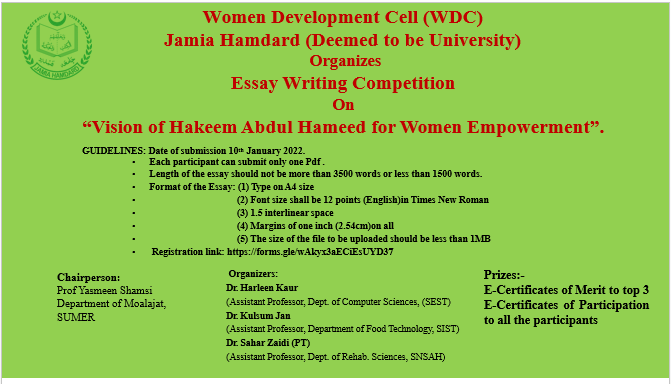 Women Development Cell (WDC)
Jamia Hamdard (Deemed to be University)
Organizes
Essay Writing Competition
On
“Vision of Hakeem Abdul Hameed for Women Empowerment”.
JAMIA HAMDARD
GUIDELINES: Date of submission 10th January 2022.
• Each participant can submit only one Pdf .
• Length of the essay should not be more than 3500 words or less than 1500 words.
• Format of the Essay: (1) Type on A4 size
• (2) Font size shall be 12 points (English)in Times New Roman
• (3) 1.5 interlinear space
• (4) Margins of one inch (2.54cm)on all
• (5) The size of the file to be uploaded should be less than 1MB
• Registration link: https://forms.gle/wAkyx3aECiEsUYD37
Chairperson:
Prof Yasmeen Shamsi
Department of Moalajat,
SUMER
Organizers:
Dr. Harleen Kaur
(Assistant Professor, Dept. of Computer Sciences, (SEST)
Dr. Kulsum Jan
(Assistant Professor, Department of Food Technology, SIST)
Dr. Sahar Zaidi (PT)
(Assistant Professor, Dept. of Rehab. Sciences, SNSAH)
Prizes:-
E-Certificates of Merit to top 3
E-Certificates of Participation
to all the participants